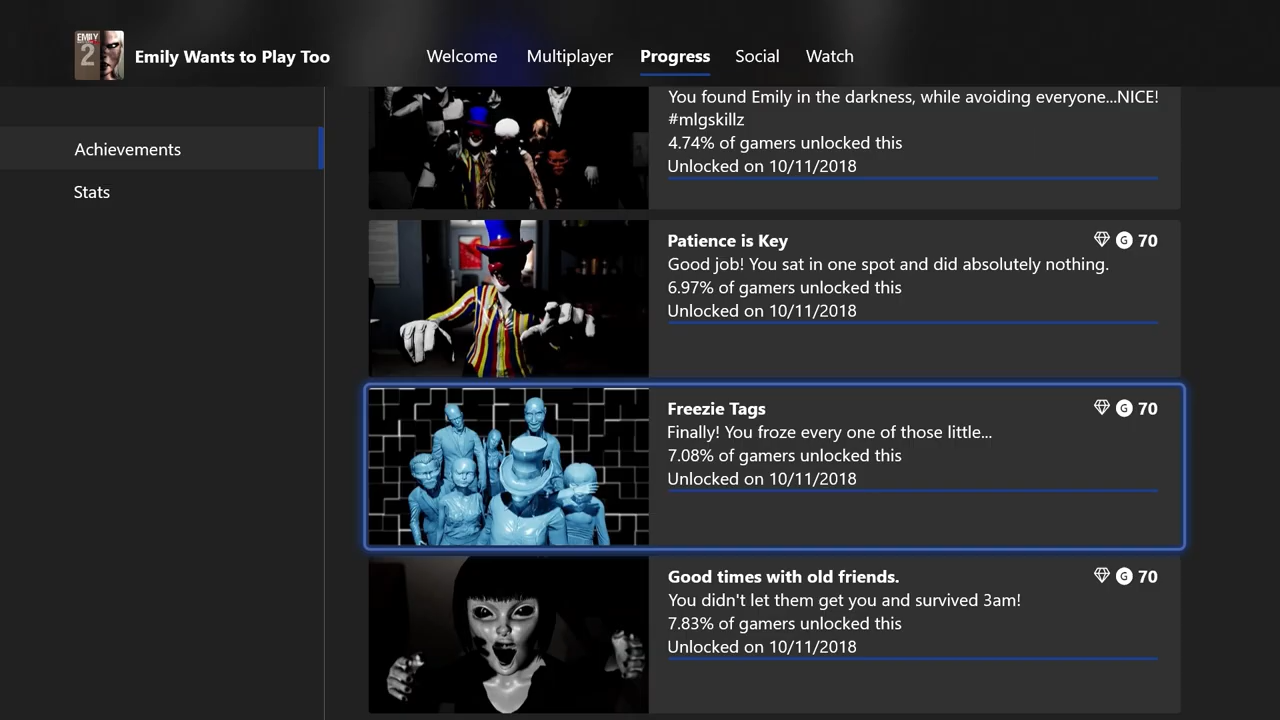 EMILY
2
Emily Wants to Play Too
Welcome
Multiplayer
Progress
Social
Watch
Achievements
Stats
You found Emily in the darkness, while avoiding everyone...NICE!
#mlgskillz
4.74% of gamers unlocked this
Unlocked on 10/11/2018
Patience is Key
G 70
Good job! You sat in one spot and did absolutely nothing.
6.97% of gamers unlocked this
Unlocked on 10/11/2018
Freezie Tags
G 70
Finally! You froze every one of those little...
7.08% of gamers unlocked this
Unlocked on 10/11/2018
Good times with old friends.
G 70
You didn't let them get you and survived 3am!
7.83% of gamers unlocked this
Unlocked on 10/11/2018